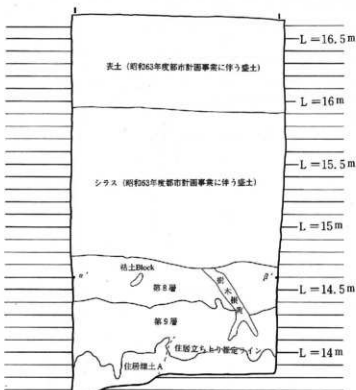 L＝16.5m
表土（昭和63年度都市計画事業に伴う盛土）
L＝16m
シラス（昭和63年度都市計画事業に伴う盛土）
L＝15.5m
L＝15m
粘土Block
α'
第8層
β'
L＝14.5m
第9層
住居立ち上り推定ライン
L＝14m
住居埋土A